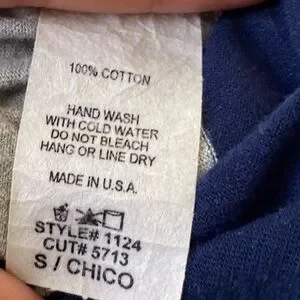 100% COTTON
HAND WASH
WITH COLD WATER
DO NOT BLEACH
HANG OR LINE DRY
MADE IN U.S.A.
STYLE# 1124
CUT# 5713
S / CHICO